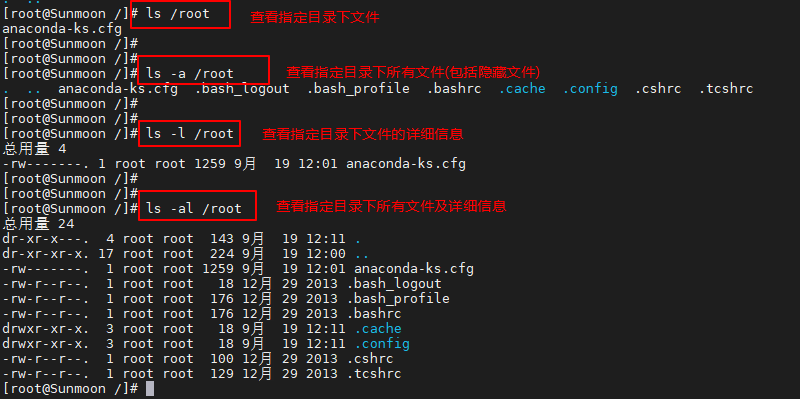 .  ..
[root@Sunmoon /]# ls /root 查看指定目录下文件
anaconda-ks.cfg
[root@Sunmoon /]#
[root@Sunmoon /]#
[root@Sunmoon /]# ls -a /root 查看指定目录下所有文件(包括隐藏文件)
.  ..  anaconda-ks.cfg  .bash_logout  .bash_profile  .bashrc  .cache  .config  .cshrc  .tcshrc
[root@Sunmoon /]#
[root@Sunmoon /]#
[root@Sunmoon /]# ls -l /root 查看指定目录下文件的详细信息
总用量 4
-rw-------. 1 root root 1259 9月  19 12:01 anaconda-ks.cfg
[root@Sunmoon /]#
[root@Sunmoon /]#
[root@Sunmoon /]# ls -al /root 查看指定目录下所有文件及详细信息
总用量 24
dr-xr-x---.  4 root root  143 9月  19 12:11 .
dr-xr-xr-x. 17 root root  224 9月  19 12:00 ..
-rw-------.  1 root root 1259 9月  19 12:01 anaconda-ks.cfg
-rw-r--r--.  1 root root   18 12月 29 2013 .bash_logout
-rw-r--r--.  1 root root  176 12月 29 2013 .bash_profile
-rw-r--r--.  1 root root  176 12月 29 2013 .bashrc
drwxr-xr-x.  3 root root   18 9月  19 12:11 .cache
drwxr-xr-x.  3 root root   18 9月  19 12:11 .config
-rw-r--r--.  1 root root  100 12月 29 2013 .cshrc
-rw-r--r--.  1 root root  129 12月 29 2013 .tcshrc
[root@Sunmoon /]#